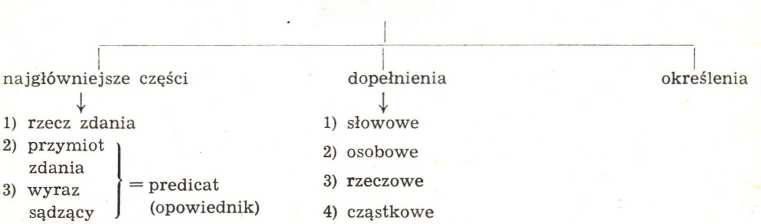 najgłówniejsze części
dopełnienia
określenia
1) rzecz zdania
2) przymiot
zdania
3) wyraz
sądzący
= predicat
(opowiednik)
1) słowowe
2) osobowe
3) rzeczowe
4) cząstkowe